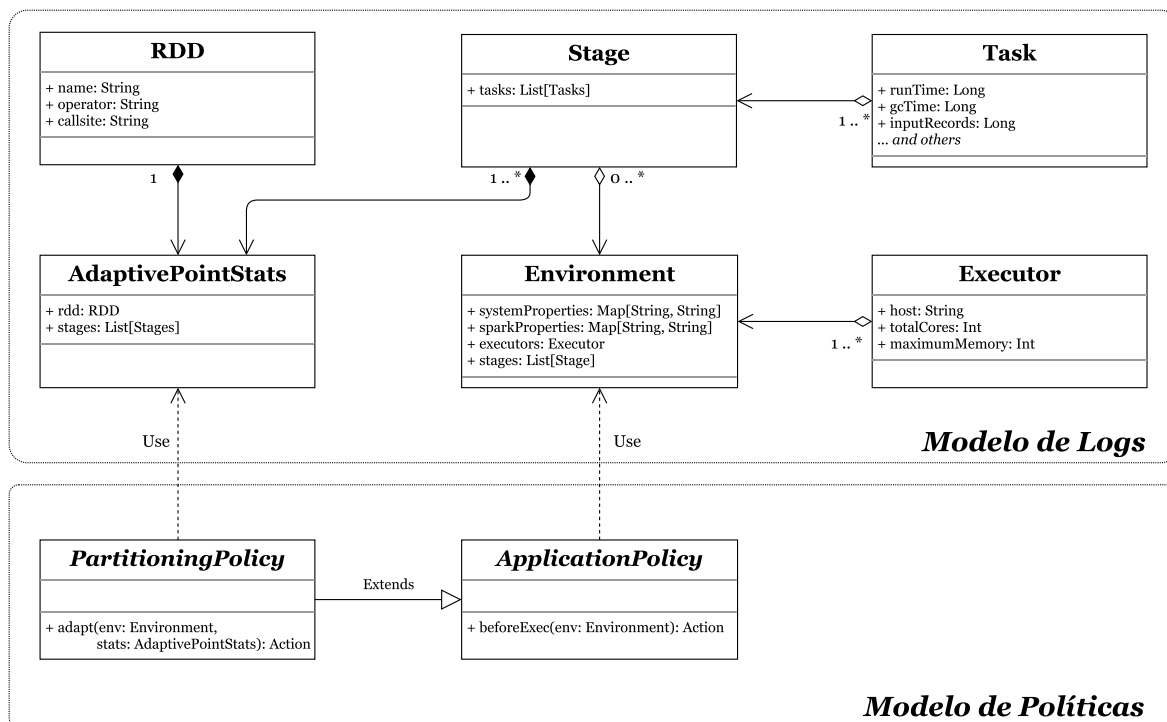 RDD
+ name: String
+ operator: String
+ callsite: String
Stage
+ tasks: List[Tasks]
Task
+ runTime: Long
+ gcTime: Long
+ inputRecords: Long
... and others
1 .. *
1
1 .. *
0 .. *
AdaptivePointStats
+ rdd: RDD
+ stages: List[Stages]
Environment
+ systemProperties: Map[String, String]
+ sparkProperties: Map[String, String]
+ executors: Executor
+ stages: List[Stage]
Executor
+ host: String
+ totalCores: Int
+ maximumMemory: Int
1 .. *
Use
Use
Modelo de Logs
PartitioningPolicy
+ adapt(env: Environment,
stats: AdaptivePointStats): Action
Extends
ApplicationPolicy
+ beforeExec(env: Environment): Action
Modelo de Políticas